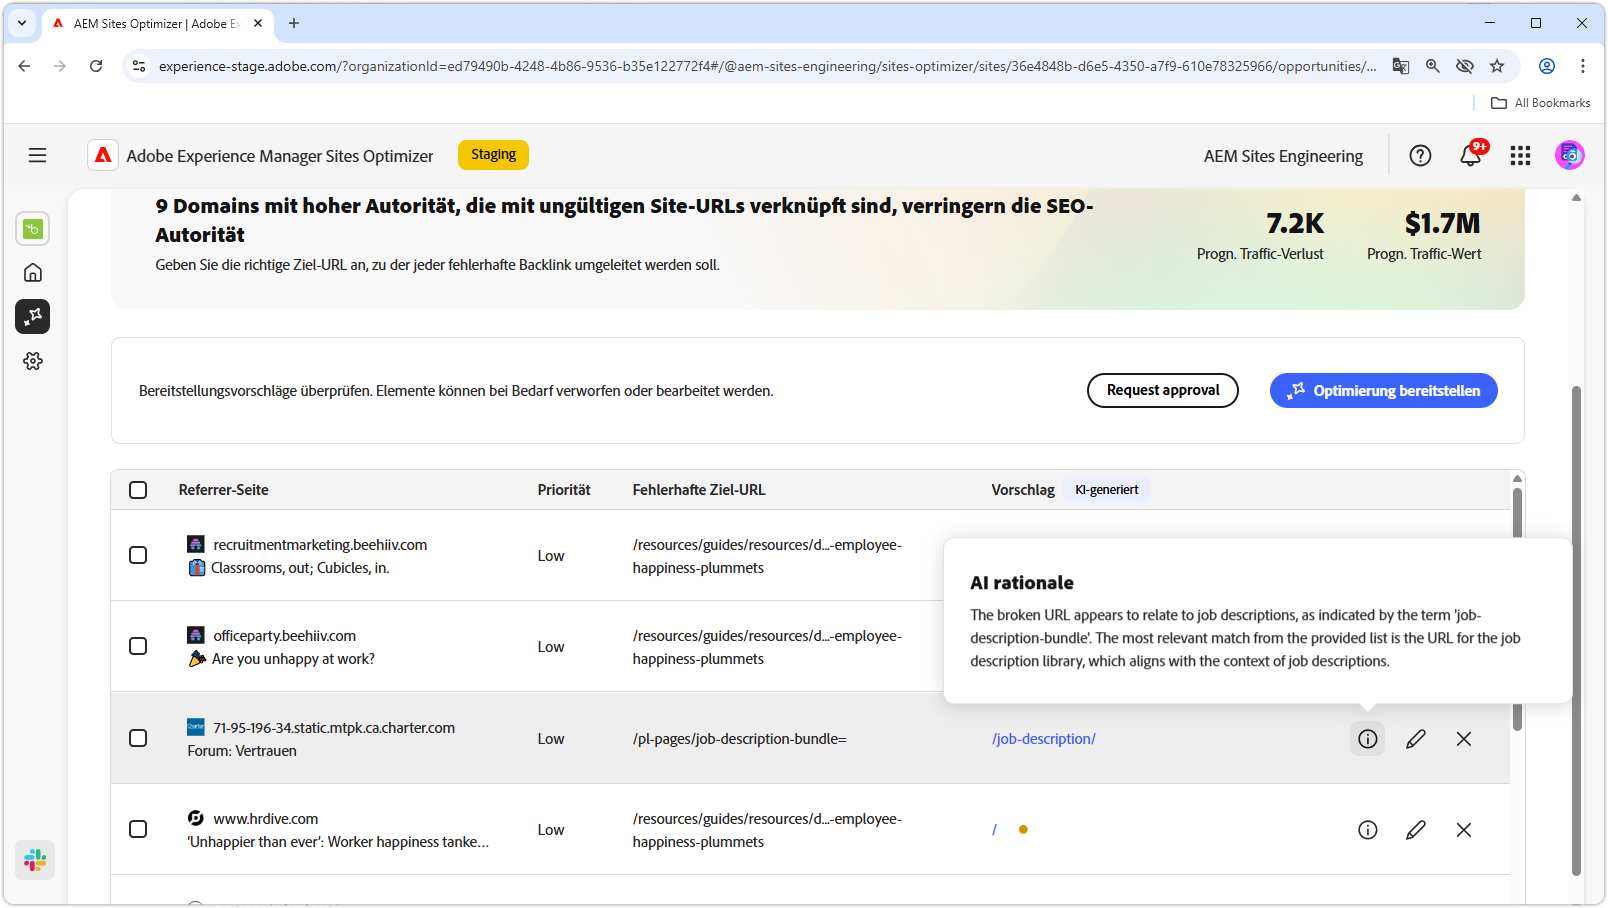 AEM Sites Optimizer | Adobe Ex
experience-stage.adobe.com/?organizationId=ed79490b-4248-4b86-9536-b35e122772f4#/@aem-sites-engineering/sites-optimizer/sites/36e4848b-d6e5-4350-a7f9-610e78325966/opportunities/...
All Bookmarks
Adobe Experience Manager Sites Optimizer
Staging
AEM Sites Engineering
9+
9 Domains mit hoher Autorität, die mit ungültigen Site-URLs verknüpft sind, verringern die SEO-
Autorität
Geben Sie die richtige Ziel-URL an, zu der jeder fehlerhafte Backlink umgeleitet werden soll.
7.2K
Progn. Traffic-Verlust
$1.7M
Progn. Traffic-Wert
Bereitstellungsvorschläge überprüfen. Elemente können bei Bedarf verworfen oder bearbeitet werden.
Request approval
Optimierung bereitstellen
Referrer-Seite
Priorität
Fehlerhafte Ziel-URL
Vorschlag
KI-generiert
recruitmentmarketing.beehiiv.com
Classrooms, out; Cubicles, in.
Low
/resources/guides/resources/d...-employee-
happiness-plummets
officeparty.beehiiv.com
Are you unhappy at work?
Low
/resources/guides/resources/d...-employee-
happiness-plummets
AI rationale
The broken URL appears to relate to job descriptions, as indicated by the term 'job-
description-bundle'. The most relevant match from the provided list is the URL for the job
description library, which aligns with the context of job descriptions.
71-95-196-34.static.mtpk.ca.charter.com
Forum: Vertrauen
Low
/pl-pages/job-description-bundle=
/job-description/
www.hrdive.com
‘Unhappier than ever’: Worker happiness tanke...
Low
/resources/guides/resources/d...-employee-
happiness-plummets
/